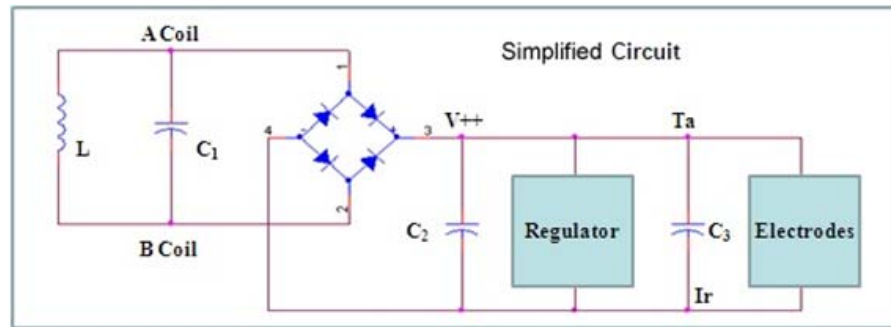 Simplified Circuit
A Coil
1
L
C1
4
3
V++
Ta
2
B Coil
C2
Regulator
C3
Electrodes
Ir